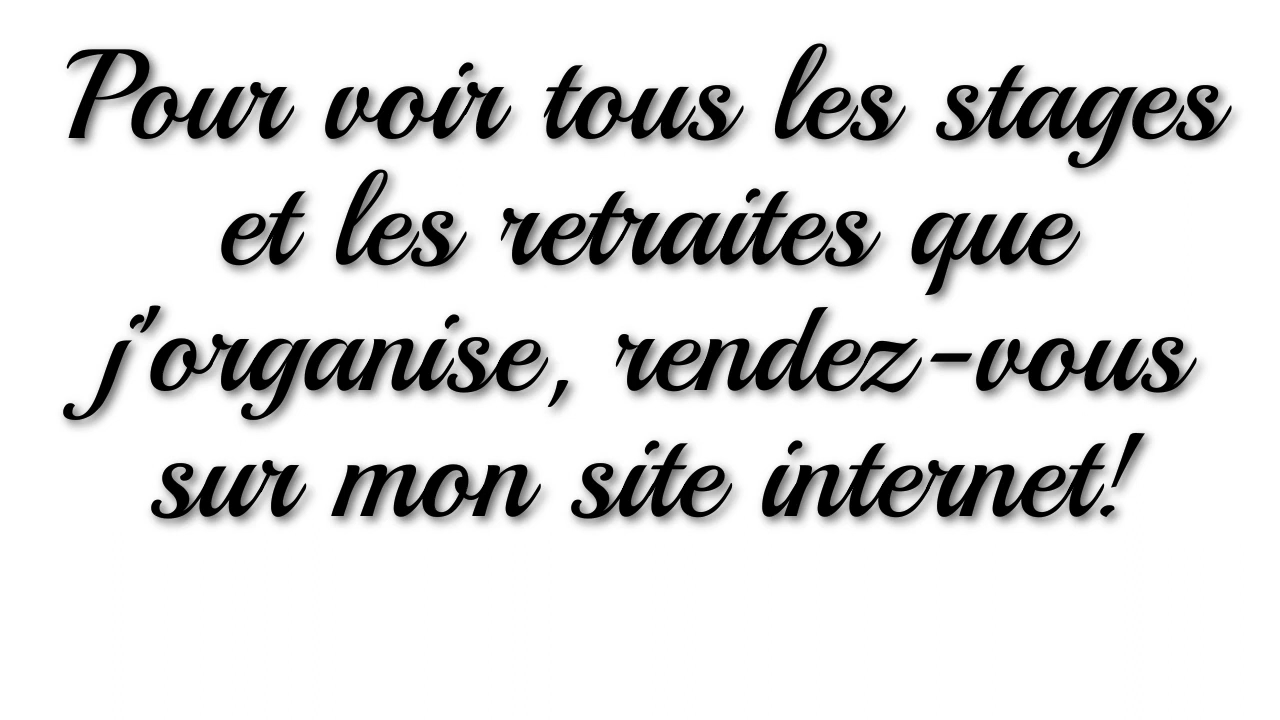 Pour voir tous les stages
et les retraites que
j'organise, rendez-vous
sur mon site internet!